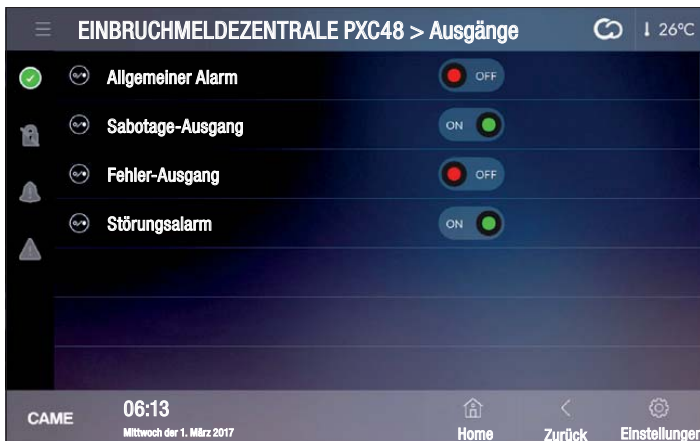 EINBRUCHMELDEZENTRALE PXC48 > Ausgänge
26°C
Allgemeiner Alarm OFF
Sabotage-Ausgang ON
Fehler-Ausgang OFF
Störungsalarm ON
CAME
06:13
Mittwoch der 1. März 2017
Home
Zurück
Einstellungen